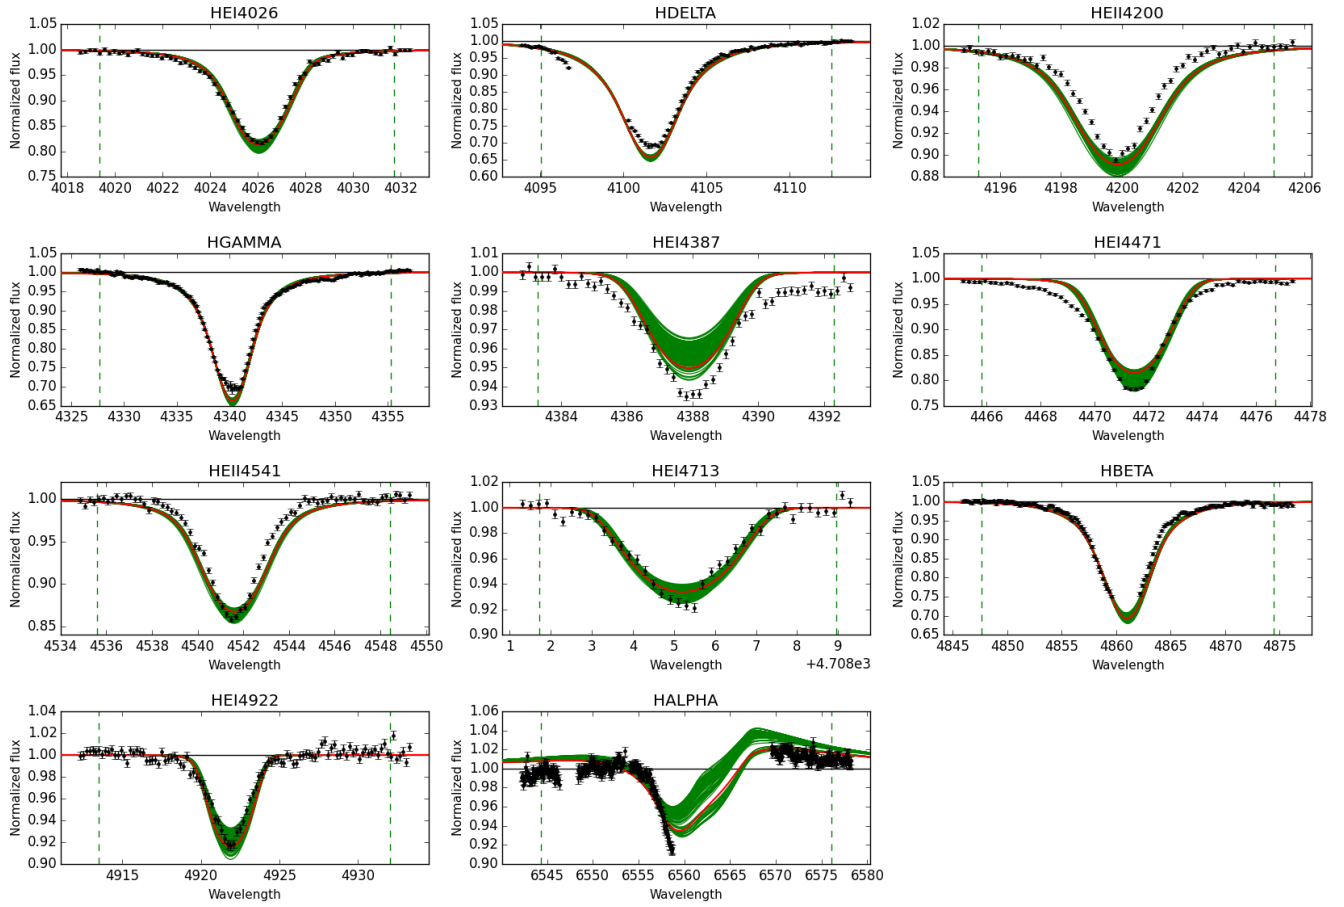 HEI4026
Normalized flux
1.05
1.00
0.95
0.90
0.85
0.80
0.75
4018 4020 4022 4024 4026 4028 4030 4032
Wavelength
HDELTA
Normalized flux
1.05
1.00
0.95
0.90
0.85
0.80
0.75
0.70
0.65
0.60
4095 4100 4105 4110
Wavelength
HEII4200
Normalized flux
1.02
1.00
0.98
0.96
0.94
0.92
0.90
0.88
4196 4198 4200 4202 4204 4206
Wavelength
HGAMMA
Normalized flux
1.05
1.00
0.95
0.90
0.85
0.80
0.75
0.70
0.65
4325 4330 4335 4340 4345 4350 4355
Wavelength
HEI4387
Normalized flux
1.01
1.00
0.99
0.98
0.97
0.96
0.95
0.94
0.93
4384 4386 4388 4390 4392
Wavelength
HEI4471
Normalized flux
1.05
1.00
0.95
0.90
0.85
0.80
0.75
4466 4468 4470 4472 4474 4476 4478
Wavelength
HEII4541
Normalized flux
1.00
0.95
0.90
0.85
4534 4536 4538 4540 4542 4544 4546 4548 4550
Wavelength
HEI4713
Normalized flux
1.02
1.00
0.98
0.96
0.94
0.92
0.90
1 2 3 4 5 6 7 8 9
Wavelength
+4.708e3
HBETA
Normalized flux
1.05
1.00
0.95
0.90
0.85
0.80
0.75
0.70
0.65
4845 4850 4855 4860 4865 4870 4875
Wavelength
HEI4922
Normalized flux
1.04
1.02
1.00
0.98
0.96
0.94
0.92
0.90
4915 4920 4925 4930
Wavelength
HALPHA
Normalized flux
1.06
1.04
1.02
1.00
0.98
0.96
0.94
0.92
0.90
6545 6550 6555 6560 6565 6570 6575 6580
Wavelength